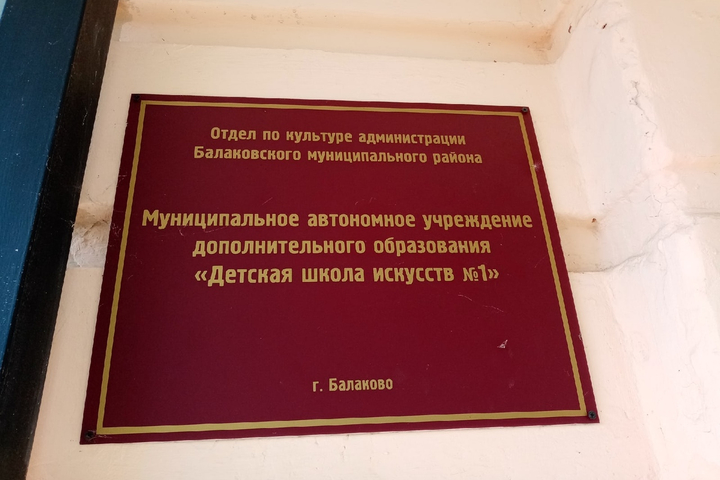 Отдел по культуре администрации
Балаковского муниципального района
Муниципальное автономное учреждение
дополнительного образования
«Детская школа искусств №1»
г. Балаково